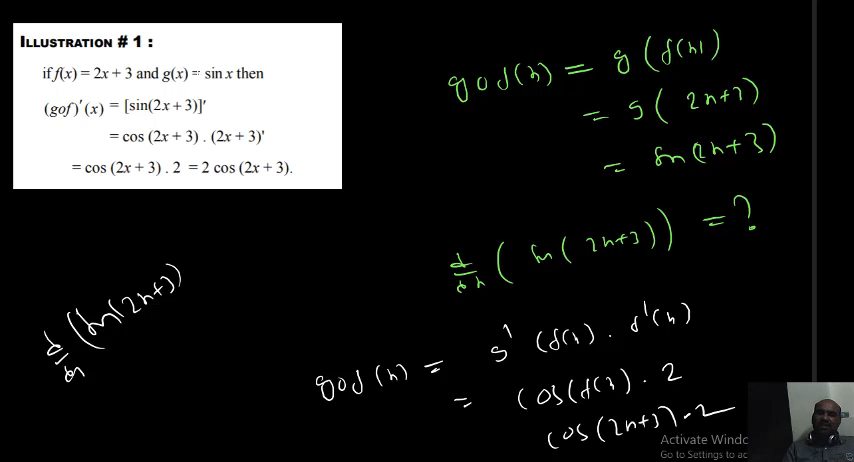 ILLUSTRATION # 1 :
if f(x) = 2x + 3 and g(x) = sin x then
(gof)′(x) = [sin(2x + 3)]′
= cos (2x + 3) . (2x + 3)'
= cos (2x + 3) . 2 = 2 cos (2x + 3).
gof(x) = g(f(x))
= g(2x+3)
= sin(2x+3)
d/dx (sin(2x+3)) = ?
d/dx (sin(2x+3))
gof(x) = g'(f(x)) . f'(x)
= cos(f(x)) . 2
cos(2x+3) . 2
Activate Windo
Go to Settings to ac